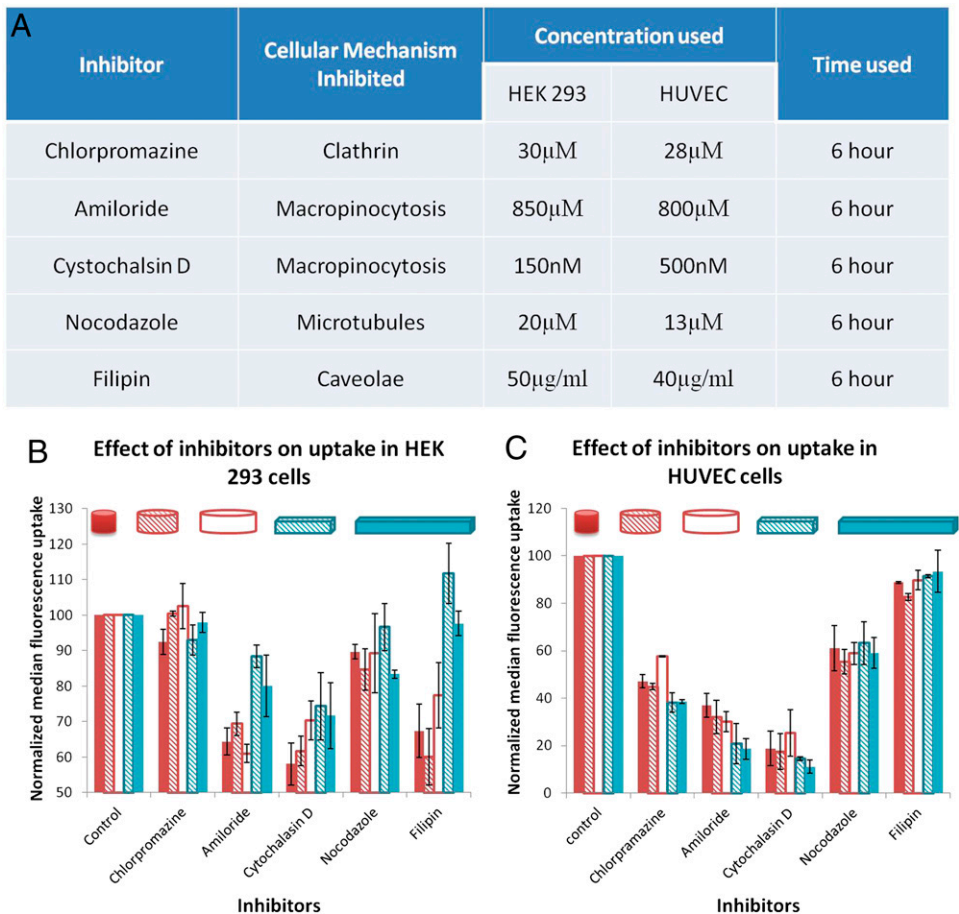 A
Inhibitor
Cellular Mechanism
Inhibited
Concentration used
Time used
HEK 293 HUVEC
Chlorpromazine Clathrin 30μM 28μM 6 hour
Amiloride Macropinocytosis 850μM 800μM 6 hour
Cystochalsin D Macropinocytosis 150nM 500nM 6 hour
Nocodazole Microtubules 20μM 13μM 6 hour
Filipin Caveolae 50μg/ml 40μg/ml 6 hour
B
Effect of inhibitors on uptake in HEK
293 cells
Normalized median fluorescence uptake
130
120
110
100
90
80
70
60
50
Control
Chlorpromazine
Amiloride
Cytochalasin D
Nocodazole
Filipin
Inhibitors
C
Effect of inhibitors on uptake in
HUVEC cells
Normalized median fluorescence uptake
120
100
80
60
40
20
0
control
Chlorpramazine
Amiloride
Cytochalasin D
Nocodazole
Filipin
Inhibitors